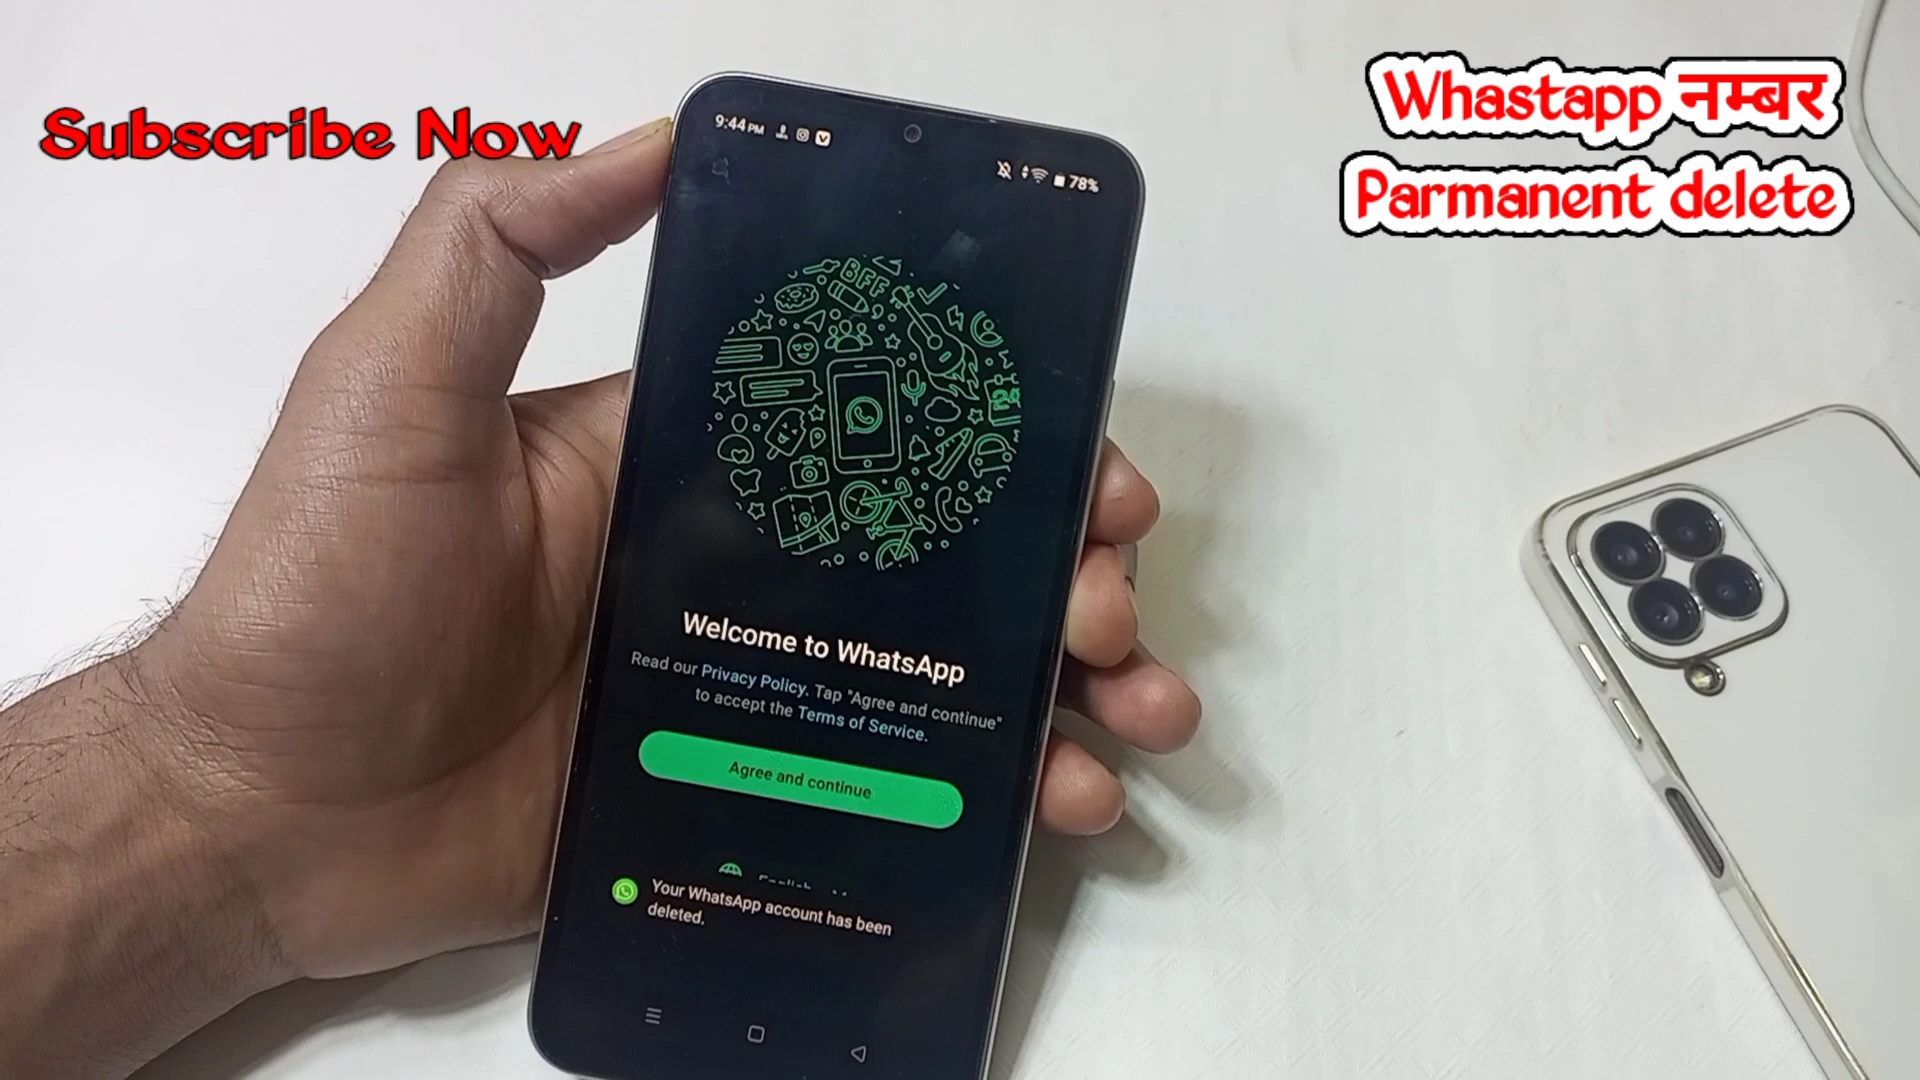 Subscribe Now
Whastapp नम्बर
Parmanent delete
9:44 PM
78%
BFF
Welcome to WhatsApp
Read our Privacy Policy. Tap "Agree and continue"
to accept the Terms of Service.
Agree and continue
Your WhatsApp account has been
deleted.